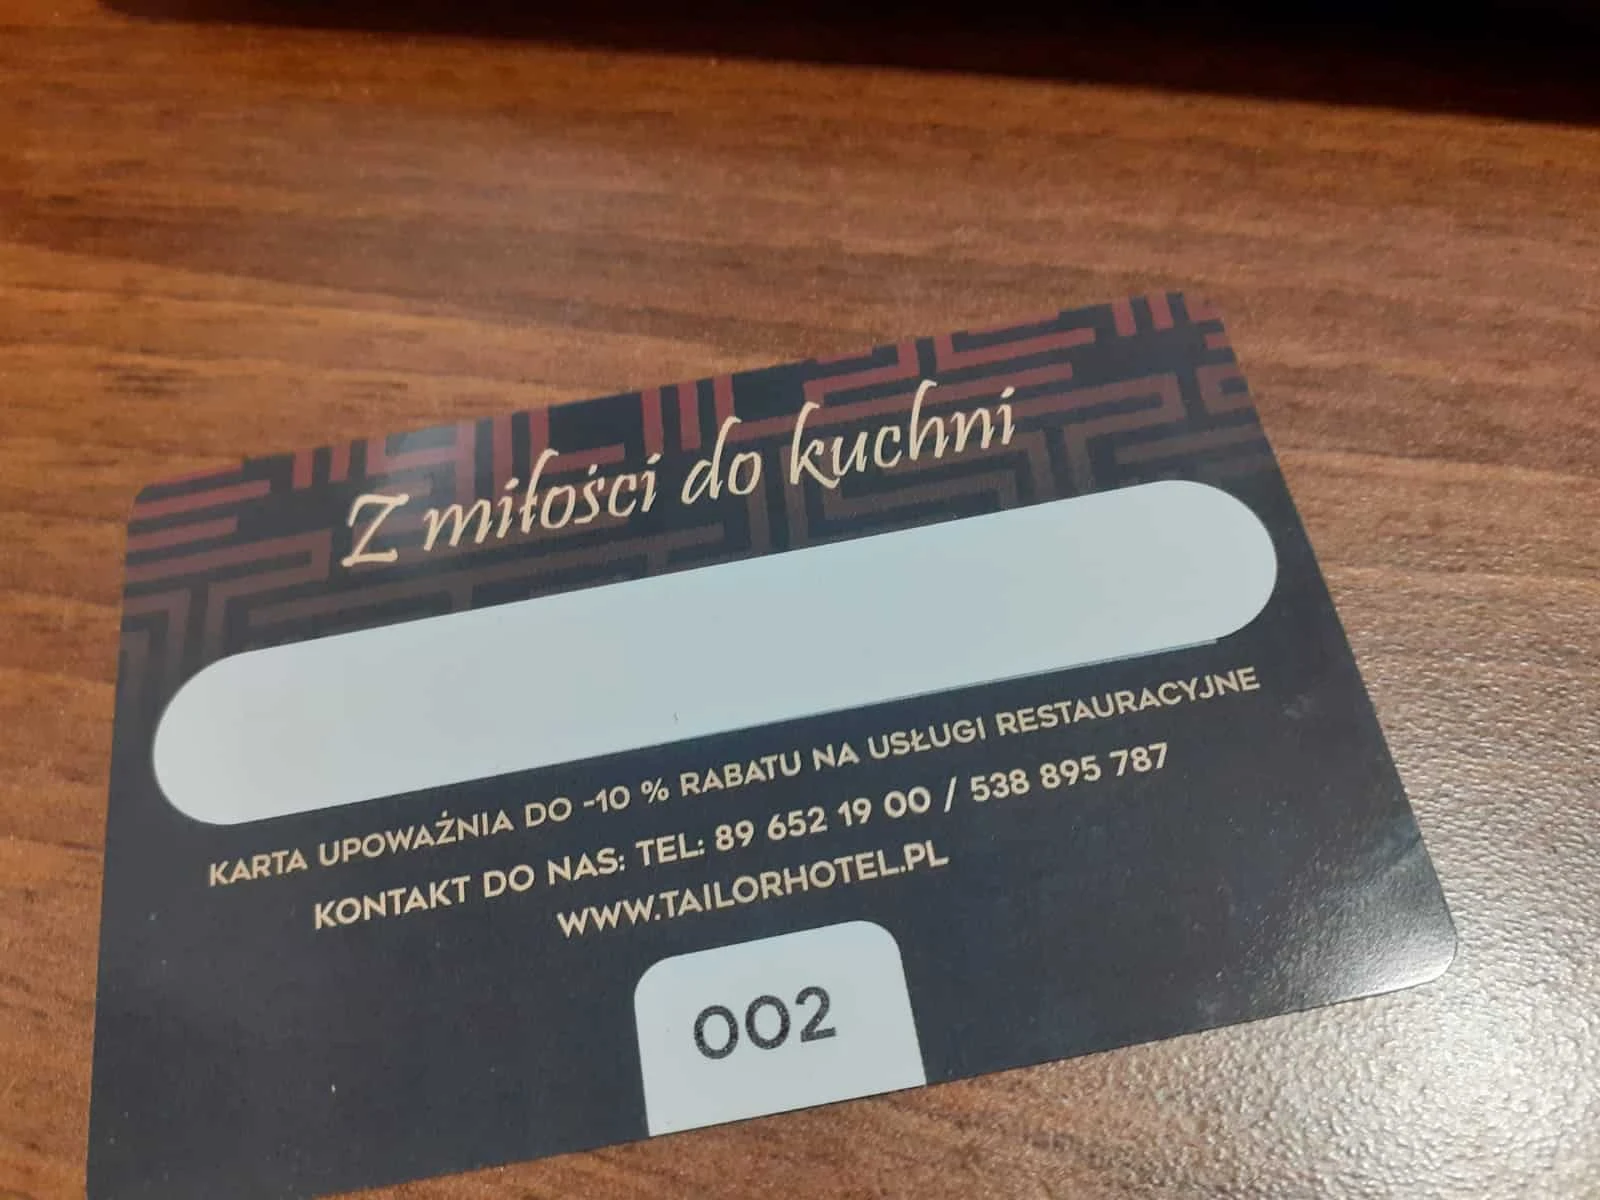 Z miłości do kuchni
KARTA UPOWAŻNIA DO -10 % RABATU NA USŁUGI RESTAURACYJNE
KONTAKT DO NAS: TEL: 89 652 19 00 / 538 895 787
WWW.TAILORHOTEL.PL
002